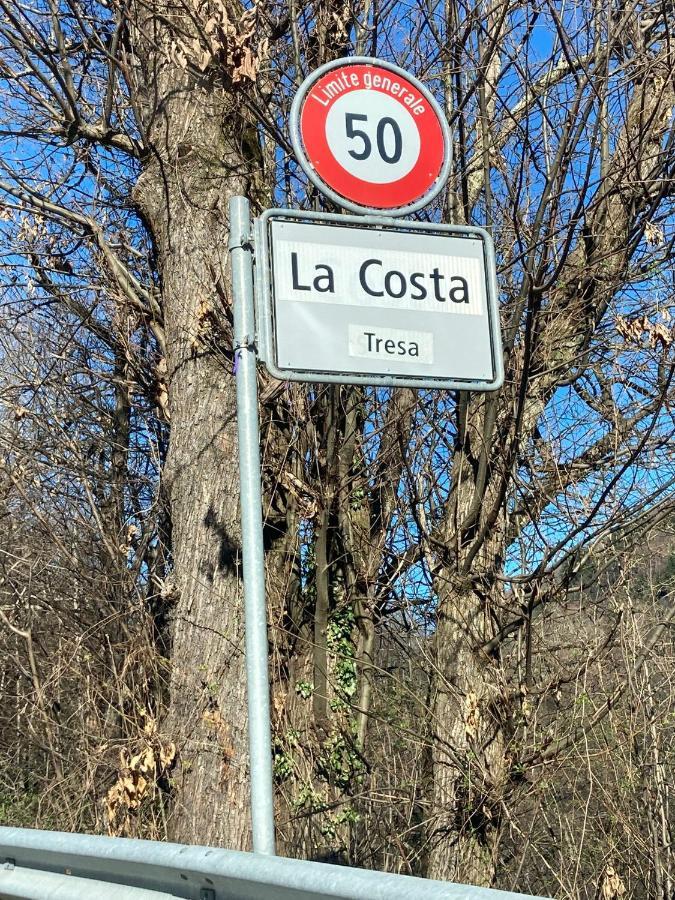 Limite generale
50
La Costa
Tresa